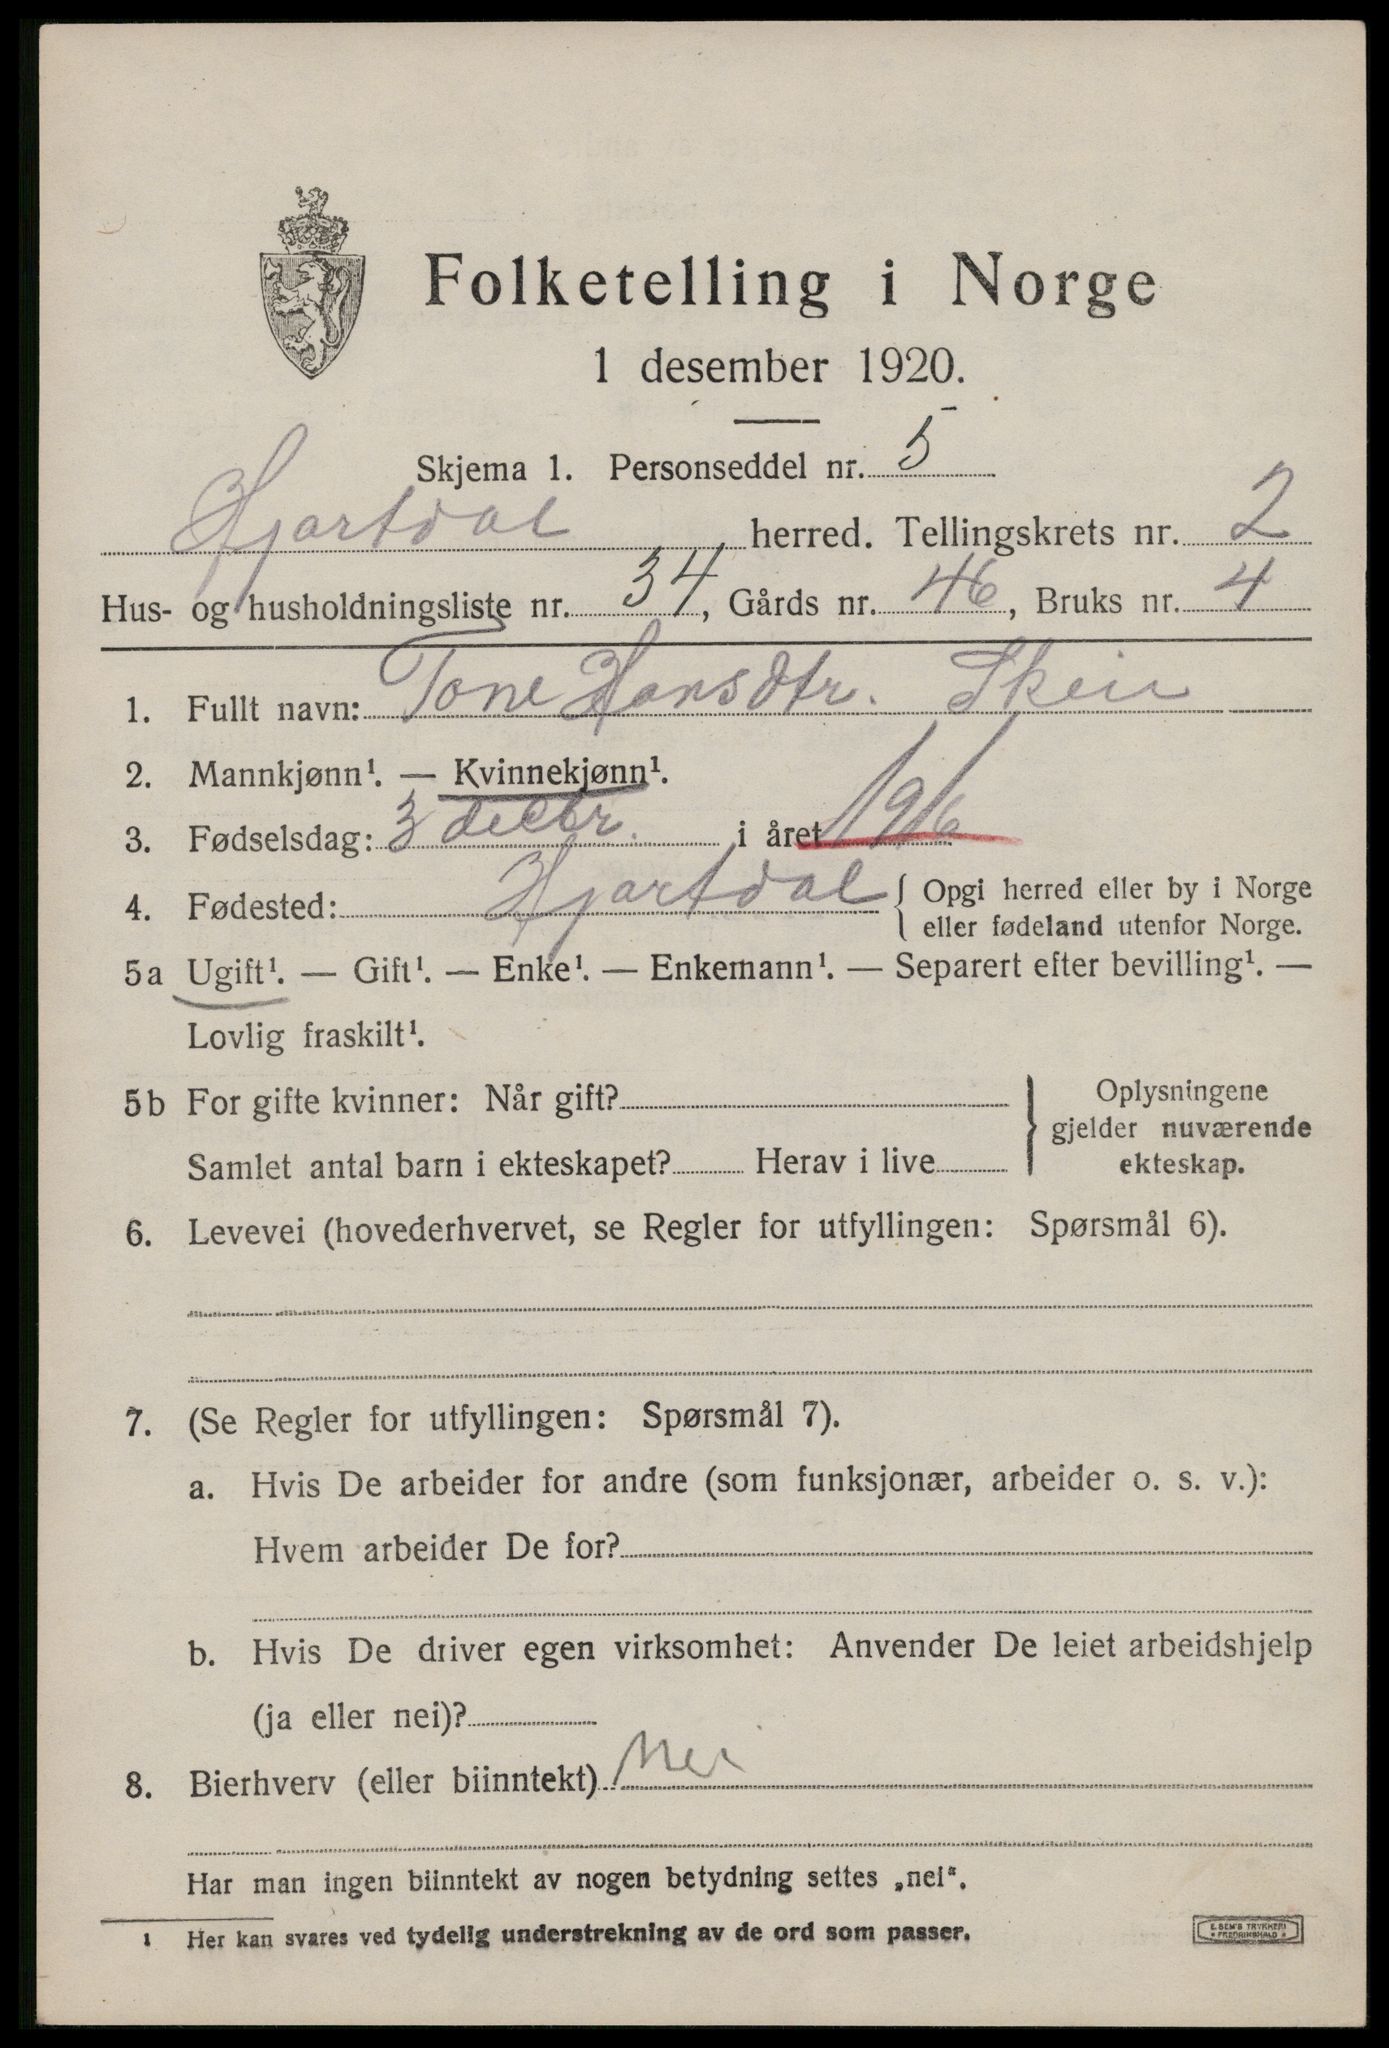 Folketelling i Norge
1 desember 1920.
Skjema 1. Personseddel nr. 5
Hjartdal herred. Tellingskrets nr. 2
Hus- og husholdningsliste nr. 34, Gårds nr. 46, Bruks nr. 4
1. Fullt navn: Tone Hansdtr. Skeie
2. Mannkjønn¹. — Kvinnekjønn¹.
3. Fødselsdag: 3 decbr. i året 1916
4. Fødested: Hjartdal { Opgi herred eller by i Norge
eller fødeland utenfor Norge.
5a Ugift¹. — Gift¹. — Enke¹. — Enkemann¹. — Separert efter bevilling¹. —
Lovlig fraskilt¹.
5b For gifte kvinner: Når gift? } Oplysningene
gjelder nuværende
Samlet antal barn i ekteskapet? Herav i live ekteskap.
6. Levevei (hovederhvervet, se Regler for utfyllingen: Spørsmål 6).
7. (Se Regler for utfyllingen: Spørsmål 7).
a. Hvis De arbeider for andre (som funksjonær, arbeider o. s. v.):
Hvem arbeider De for?
b. Hvis De driver egen virksomhet: Anvender De leiet arbeidshjelp
(ja eller nei)?
8. Bierhverv (eller biinntekt) Nei
Har man ingen biinntekt av nogen betydning settes „nei“.
1 Her kan svares ved tydelig understrekning av de ord som passer.
E. SEM'S TRYKKERI
FREDRIKSHALD